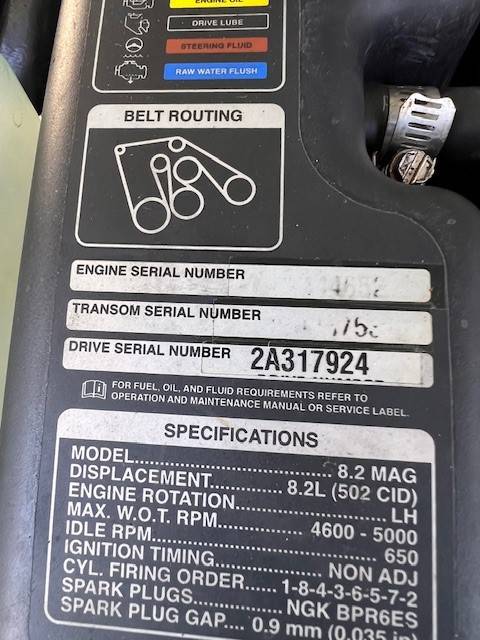 ENGINE OIL
DRIVE LUBE
STEERING FLUID
RAW WATER FLUSH
BELT ROUTING
ENGINE SERIAL NUMBER
TRANSOM SERIAL NUMBER
DRIVE SERIAL NUMBER 2A317924
FOR FUEL, OIL, AND FLUID REQUIREMENTS REFER TO
OPERATION AND MAINTENANCE MANUAL OR SERVICE LABEL.
SPECIFICATIONS
MODEL........................8.2 MAG
DISPLACEMENT..........8.2L (502 CID)
ENGINE ROTATION....................LH
MAX. W.O.T. RPM..........4600 - 5000
IDLE RPM............................650
IGNITION TIMING............NON ADJ
CYL. FIRING ORDER.....1-8-4-3-6-5-7-2
SPARK PLUGS..............NGK BPR6ES
SPARK PLUG GAP....0.9 mm (0.035